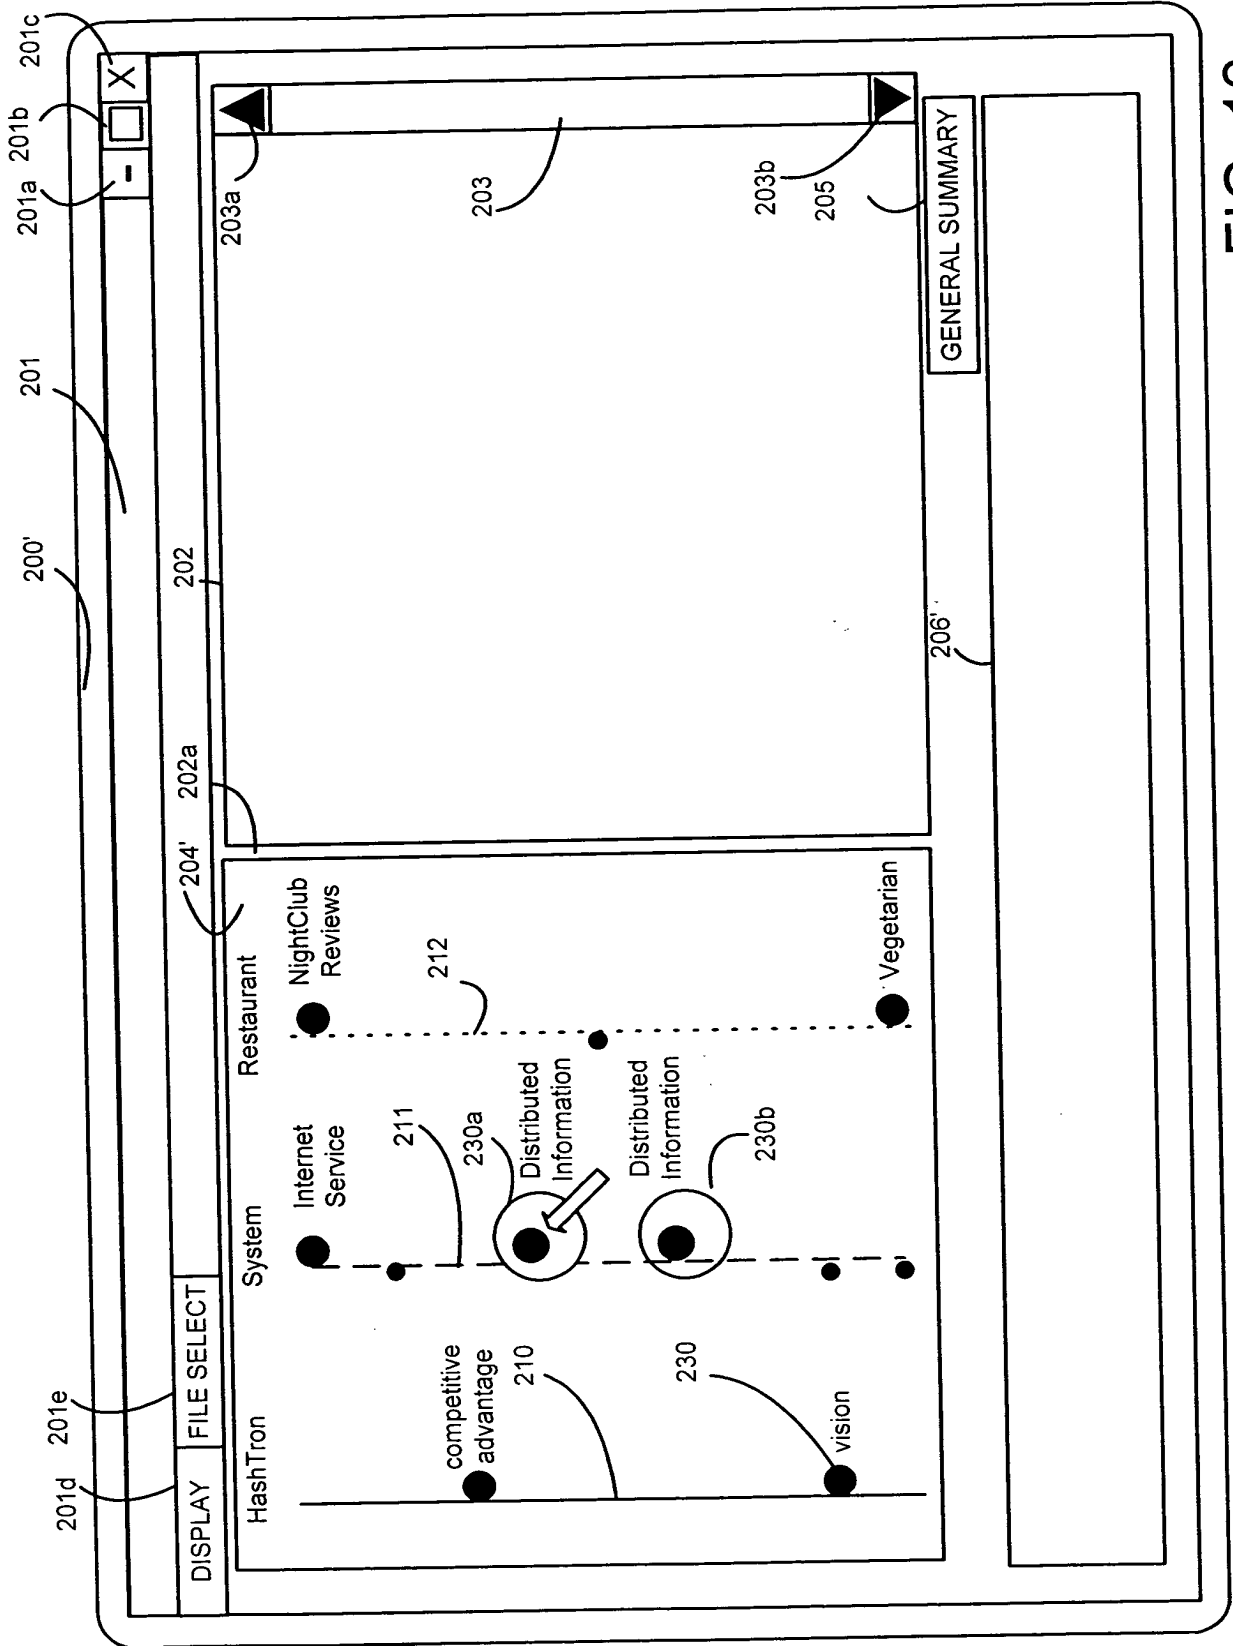 200'
201
201a
201b
201c
201d
201e
DISPLAY
FILE SELECT
204'
202a
202
HashTron
System
Restaurant
Internet
Service
NightClub
Reviews
203a
competitive
advantage
210
211
230a
212
Distributed
Information
203
230
Distributed
Information
230b
203b
205
vision
Vegetarian
206'
GENERAL SUMMARY